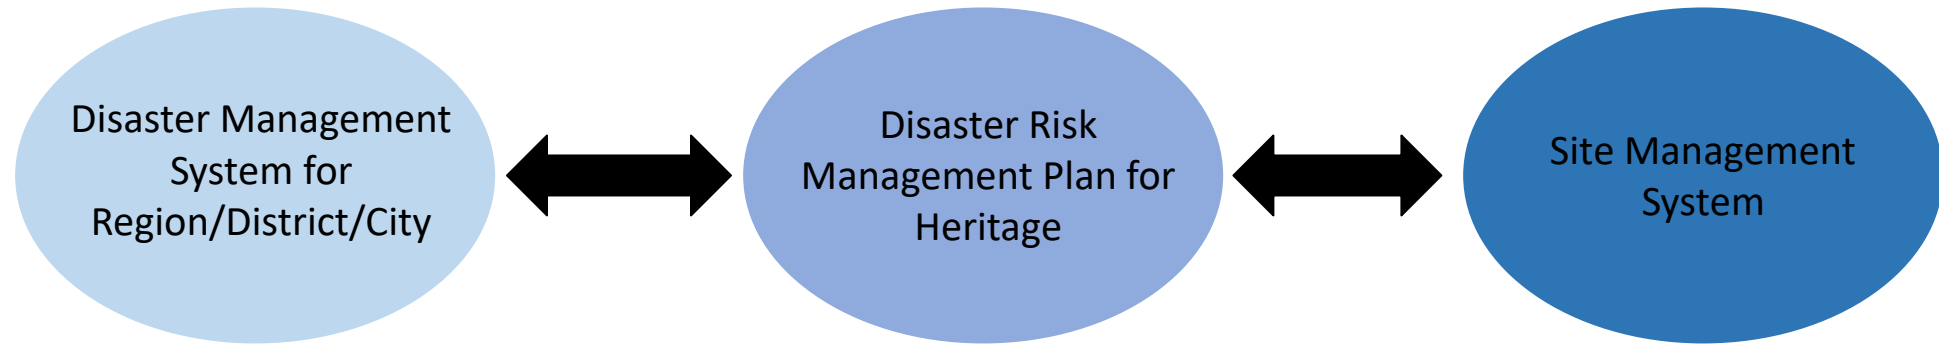 Disaster Management
System for
Region/District/City
Disaster Risk
Management Plan for
Heritage
Site Management
System